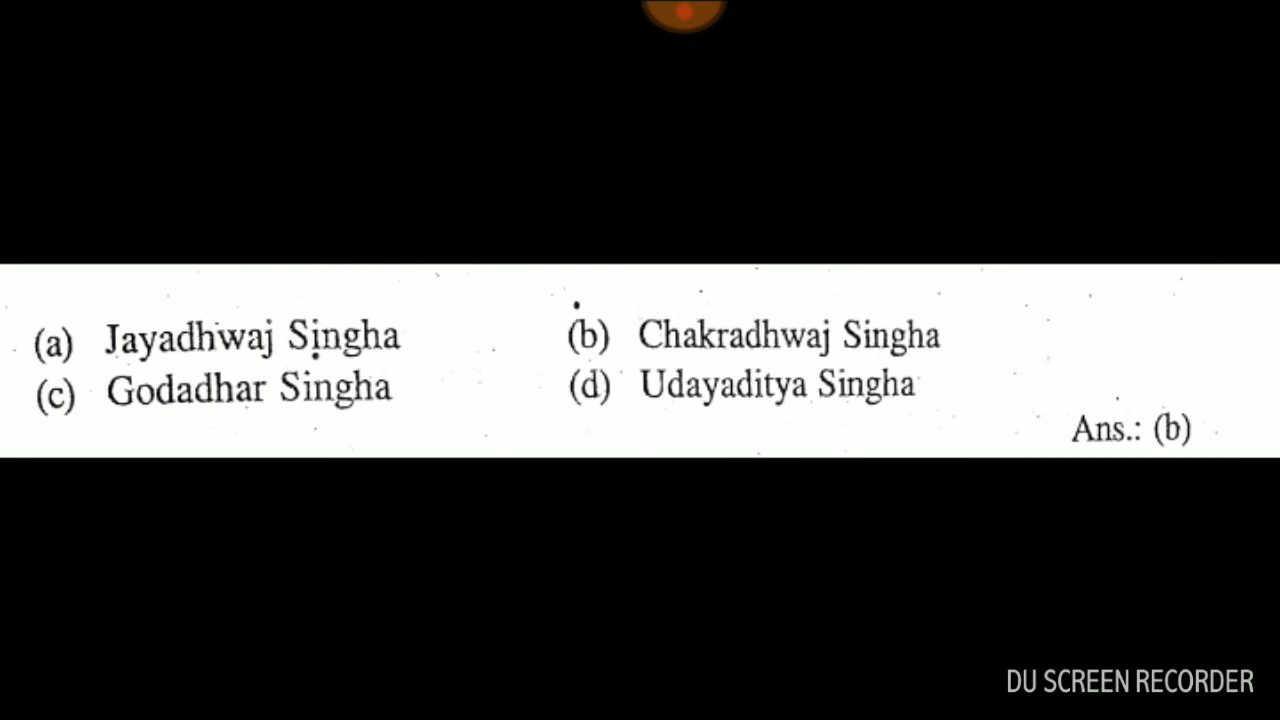 (a) Jayadhwaj Singha (b) Chakradhwaj Singha
(c) Godadhar Singha (d) Udayaditya Singha
Ans.: (b)
DU SCREEN RECORDER